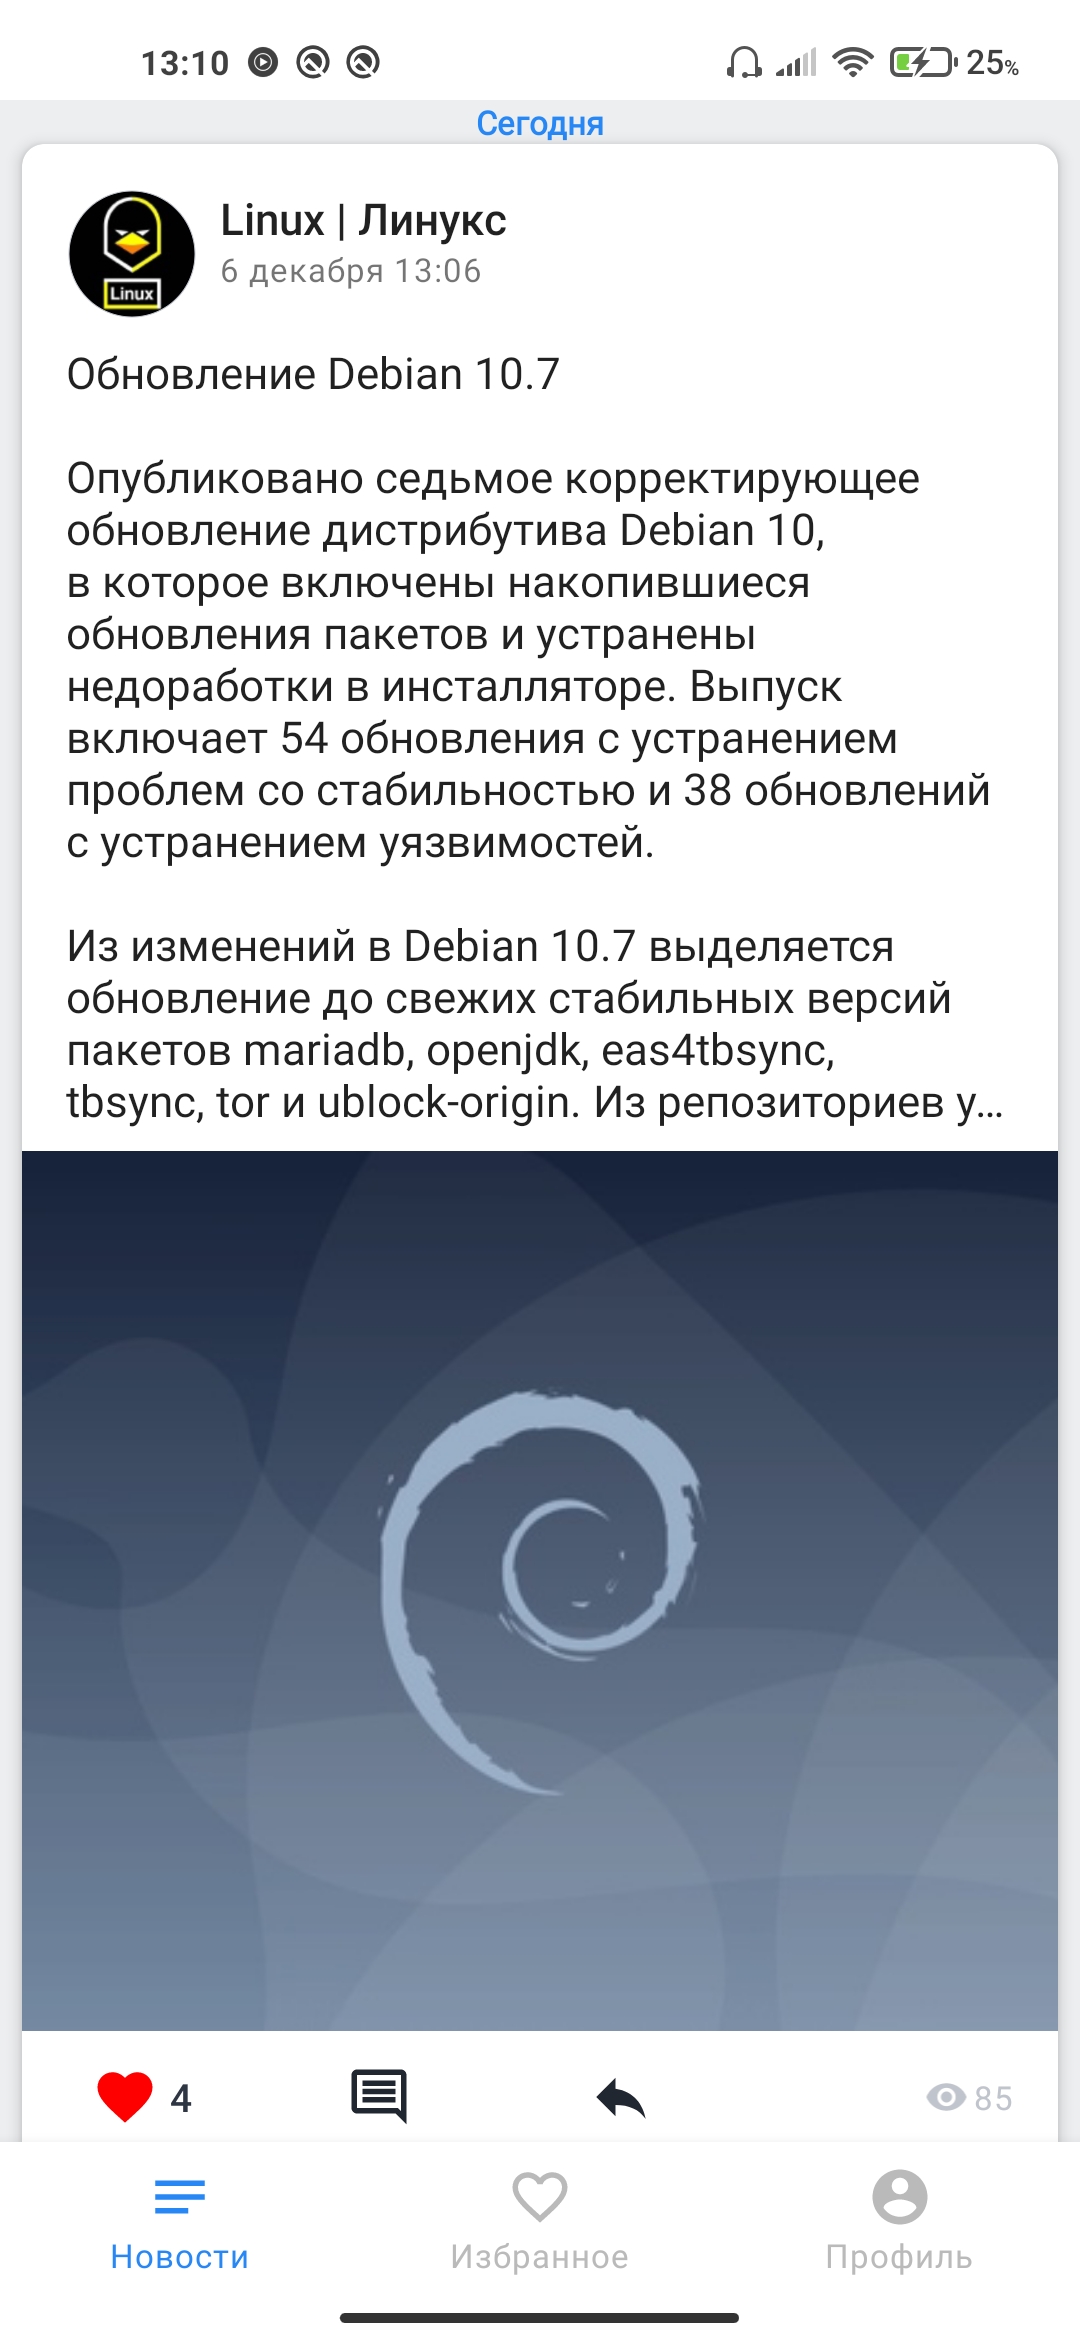 13:10
25%
Сегодня
Linux | Линукс
6 декабря 13:06
Linux
Обновление Debian 10.7
Опубликовано седьмое корректирующее
обновление дистрибутива Debian 10,
в которое включены накопившиеся
обновления пакетов и устранены
недоработки в инсталляторе. Выпуск
включает 54 обновления с устранением
проблем со стабильностью и 38 обновлений
с устранением уязвимостей.
Из изменений в Debian 10.7 выделяется
обновление до свежих стабильных версий
пакетов mariadb, openjdk, eas4tbsync,
tbsync, tor и ublock-origin. Из репозиториев у…
4
85
Новости
Избранное
Профиль